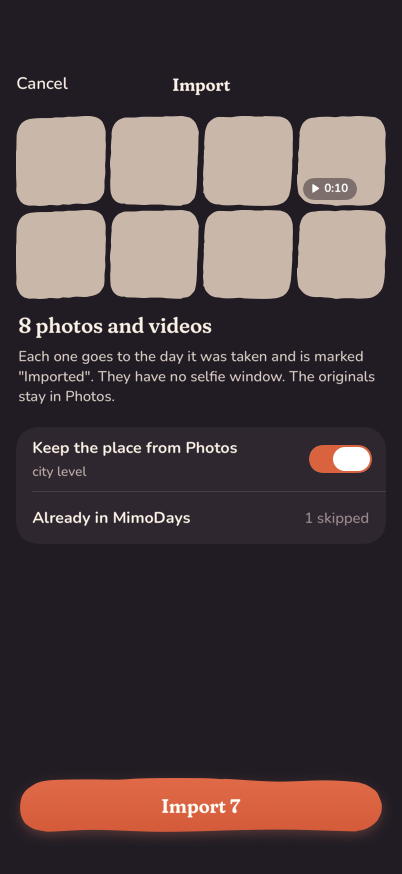 Cancel
Import
0:10
8 photos and videos
Each one goes to the day it was taken and is marked
"Imported". They have no selfie window. The originals
stay in Photos.
Keep the place from Photos
city level
Already in MimoDays
1 skipped
Import 7